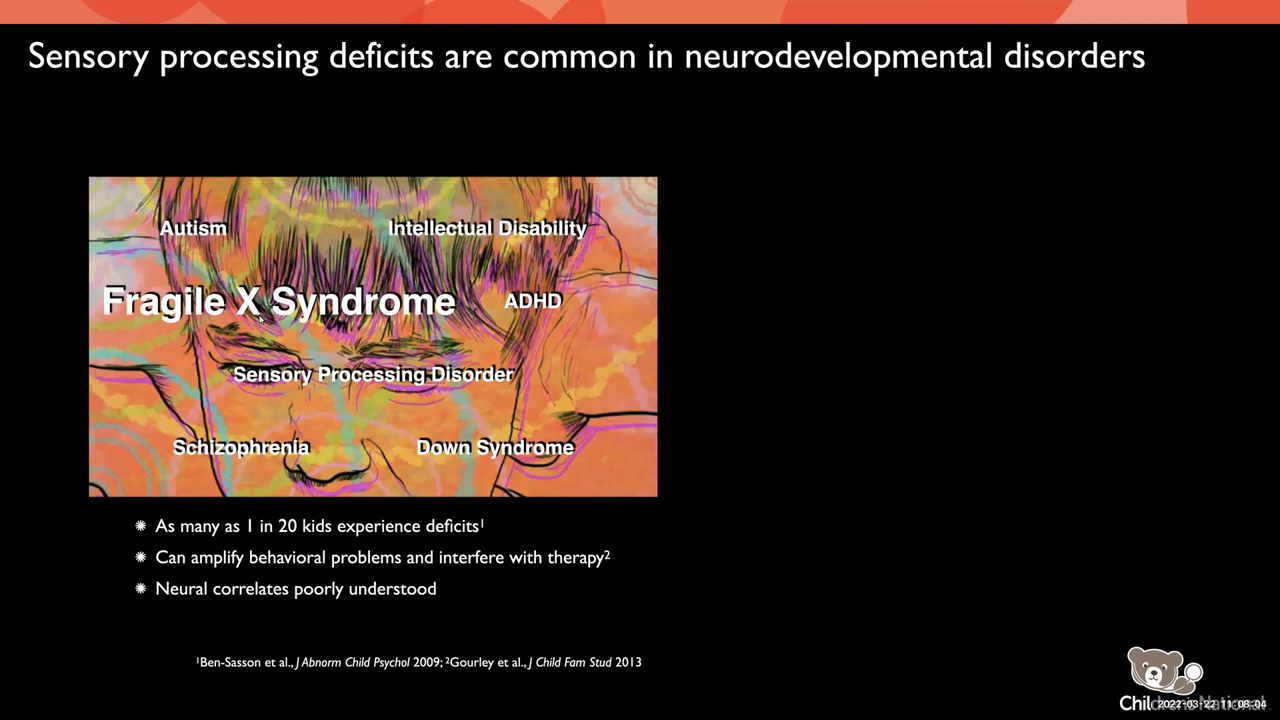 Sensory processing deficits are common in neurodevelopmental disorders
Autism
Intellectual Disability
Fragile X Syndrome
ADHD
Sensory Processing Disorder
Schizophrenia
Down Syndrome
As many as 1 in 20 kids experience deficits¹
Can amplify behavioral problems and interfere with therapy²
Neural correlates poorly understood
¹Ben-Sasson et al., J Abnorm Child Psychol 2009; ²Gourley et al., J Child Fam Stud 2013
Children's National
2022-03-22 11:08:04